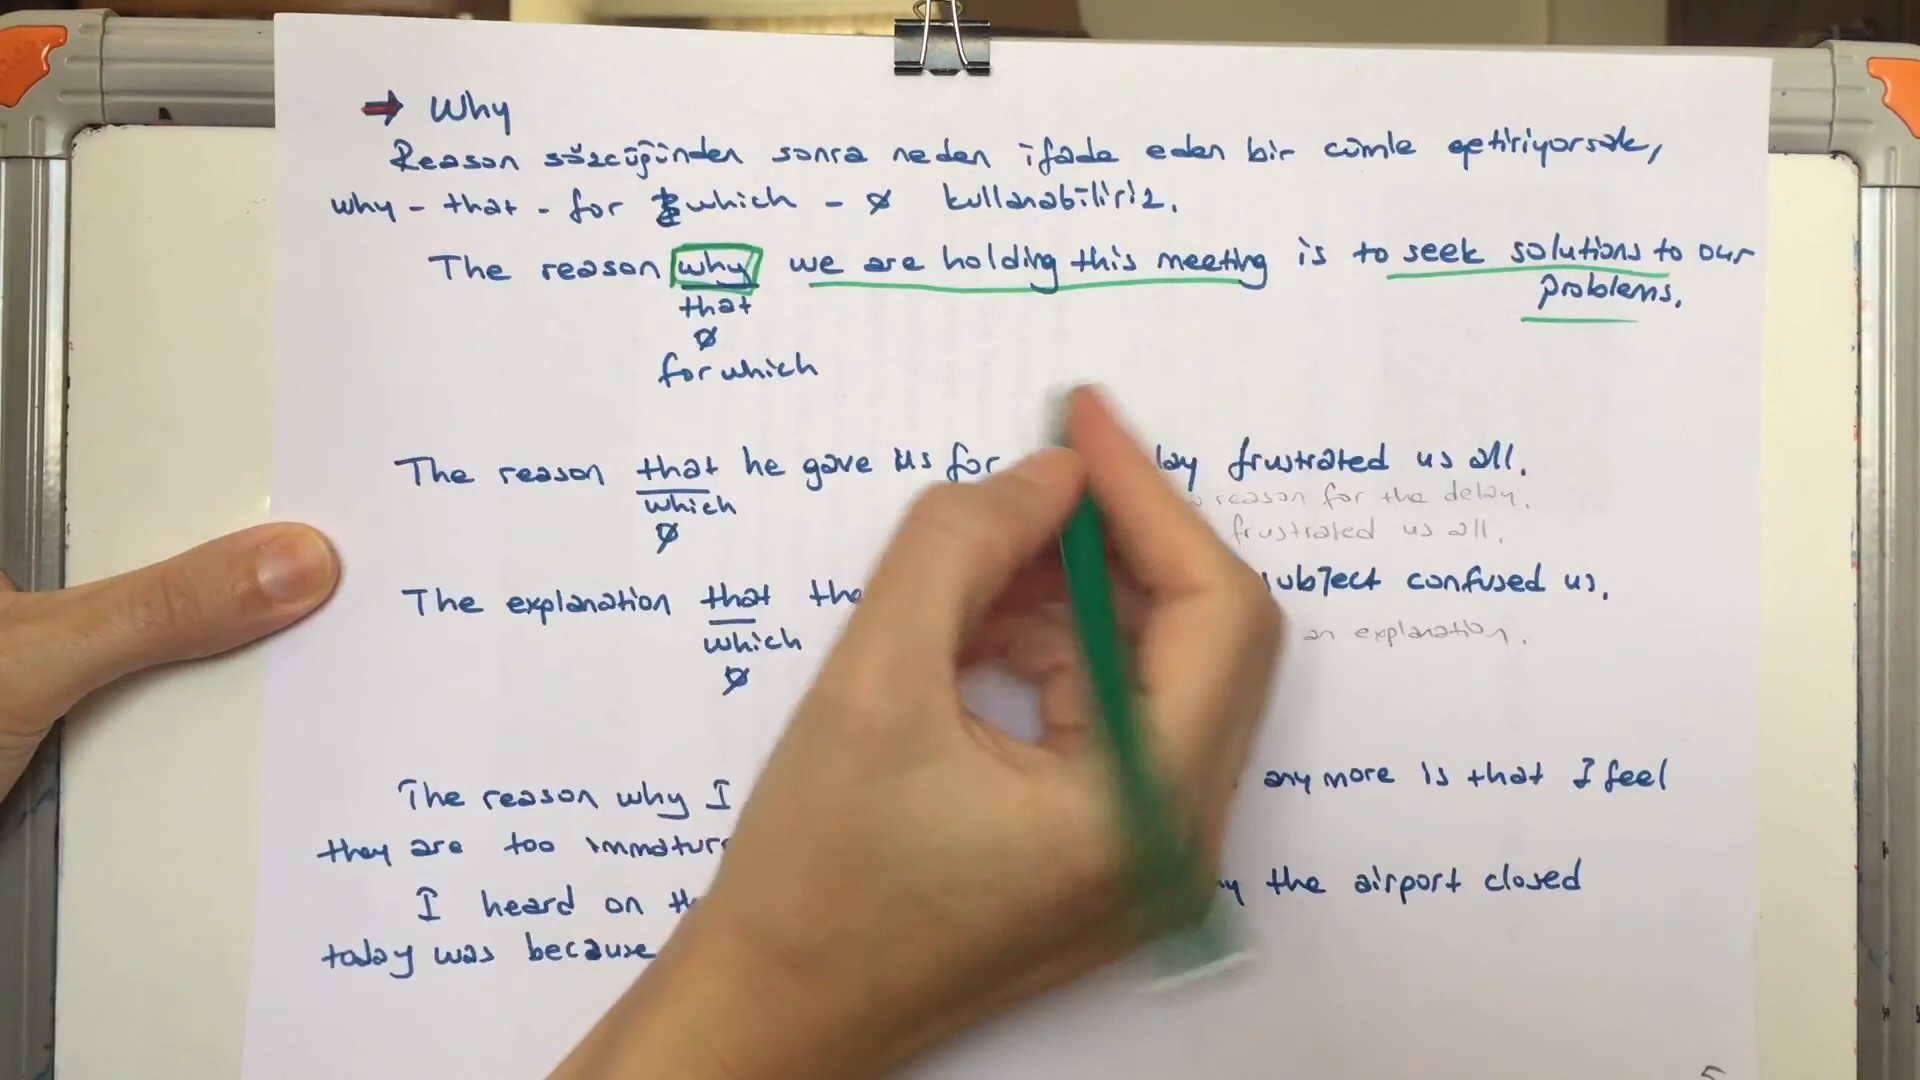 → Why
Reason sözcüğünden sonra neden ifade eden bir cümle getiriyorsak,
why - that - for which - ø kullanabiliriz.
The reason why we are holding this meeting is to seek solutions to our
problems.
that
ø
for which
The reason that he gave us for lay frustrated us all.
which
reason for the delay.
ø
frustrated us all.
The explanation that the subject confused us.
which
an explanation.
ø
The reason why I anymore is that I feel
they are too immature
I heard on the airport closed
today was because
5